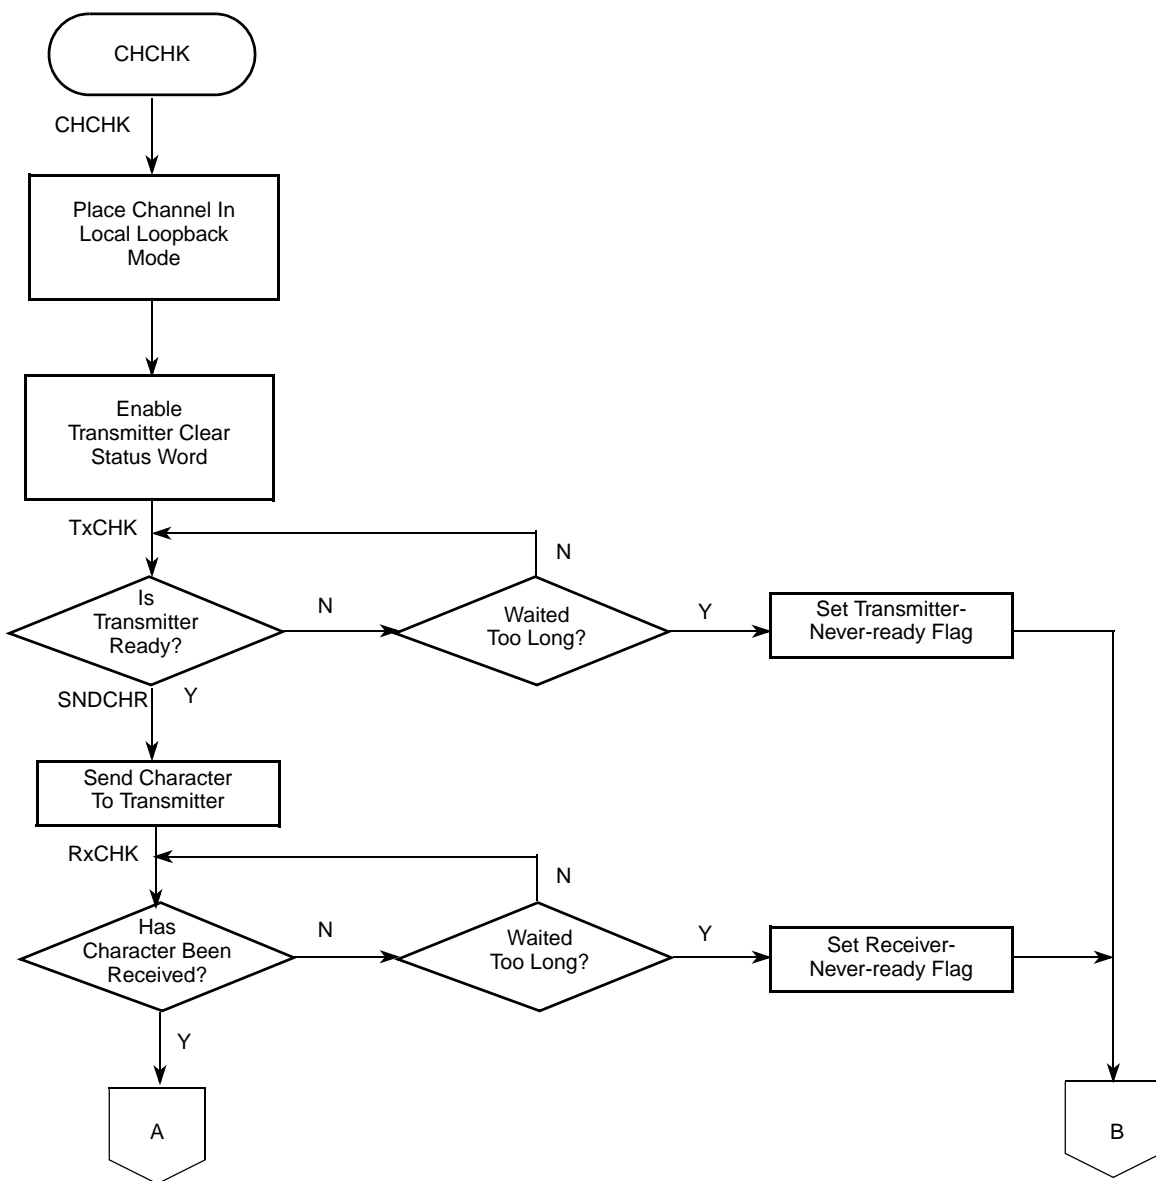 CHCHK
CHCHK
Place Channel In
Local Loopback
Mode
Enable
Transmitter Clear
Status Word
TxCHK
N
Is
Transmitter
Ready?
N
Waited
Too Long?
Y
Set Transmitter-
Never-ready Flag
SNDCHR
Y
Send Character
To Transmitter
RxCHK
N
Has
Character Been
Received?
N
Waited
Too Long?
Y
Set Receiver-
Never-ready Flag
Y
A
B